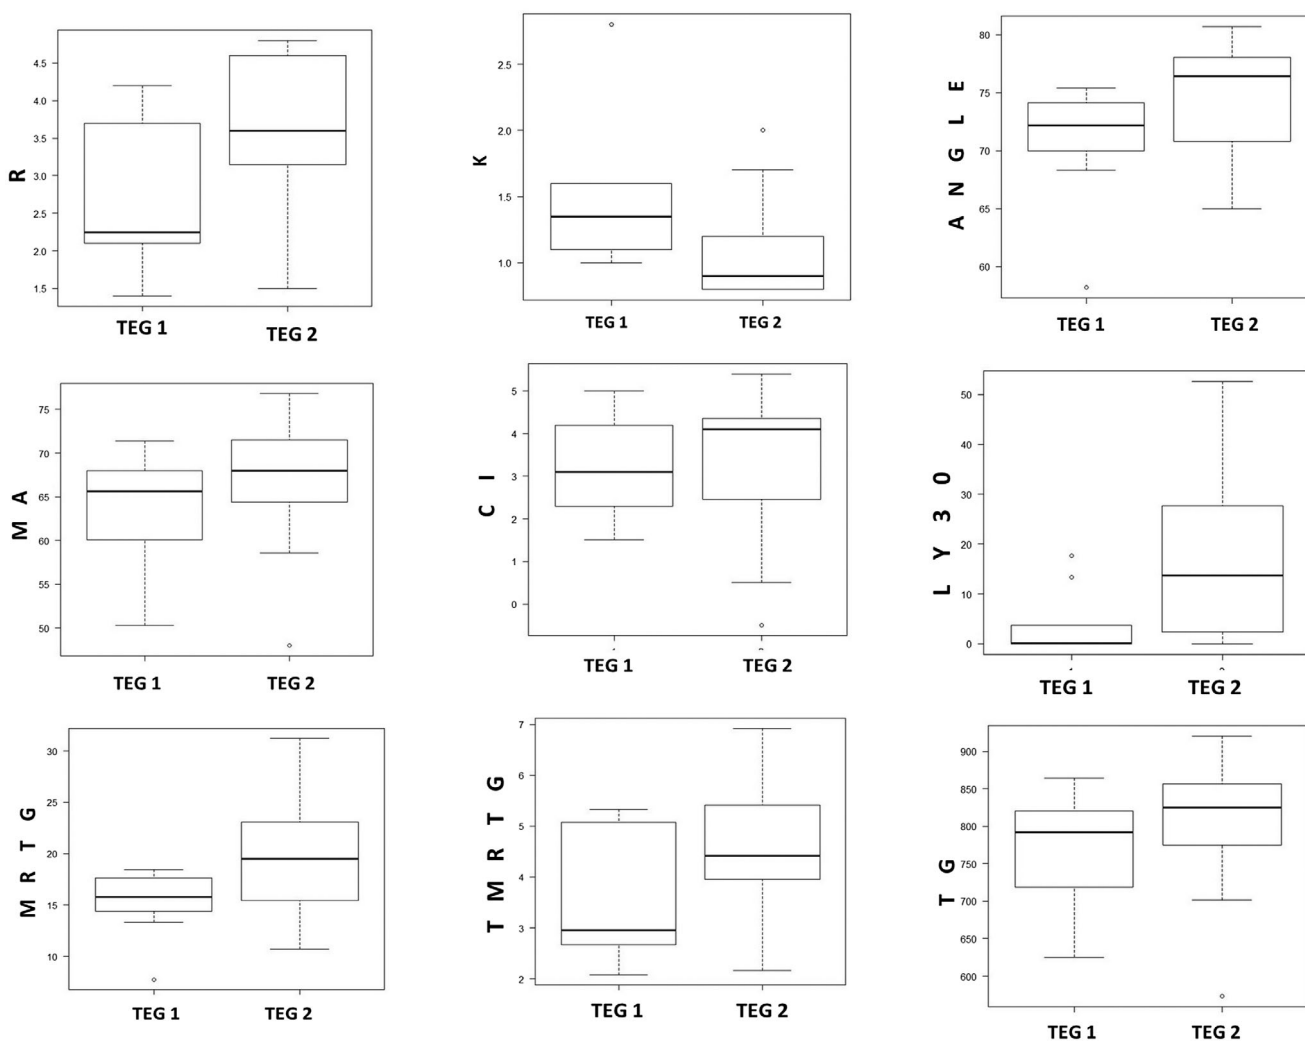 R
4.5
4.0
3.5
3.0
2.5
2.0
1.5
TEG 1
TEG 2
K
2.5
2.0
1.5
1.0
TEG 1
TEG 2
A N G L E
80
75
70
65
60
TEG 1
TEG 2
M A
75
70
65
60
55
50
TEG 1
TEG 2
C I
5
4
3
2
1
0
TEG 1
TEG 2
L Y 3 0
50
40
30
20
10
0
TEG 1
TEG 2
M R T G
30
25
20
15
10
TEG 1
TEG 2
T M R T G
7
6
5
4
3
2
TEG 1
TEG 2
T G
900
850
800
750
700
650
600
TEG 1
TEG 2